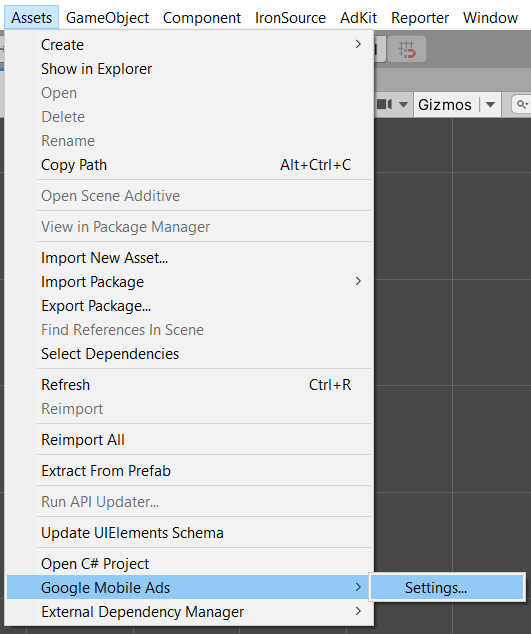 Assets GameObject Component IronSource AdKit Reporter Window
Create
Show in Explorer
Open
Gizmos
Delete
Rename
Copy Path Alt+Ctrl+C
Open Scene Additive
View in Package Manager
Import New Asset...
Import Package
Export Package...
Find References In Scene
Select Dependencies
Refresh Ctrl+R
Reimport
Reimport All
Extract From Prefab
Run API Updater...
Update UIElements Schema
Open C# Project
Google Mobile Ads Settings...
External Dependency Manager